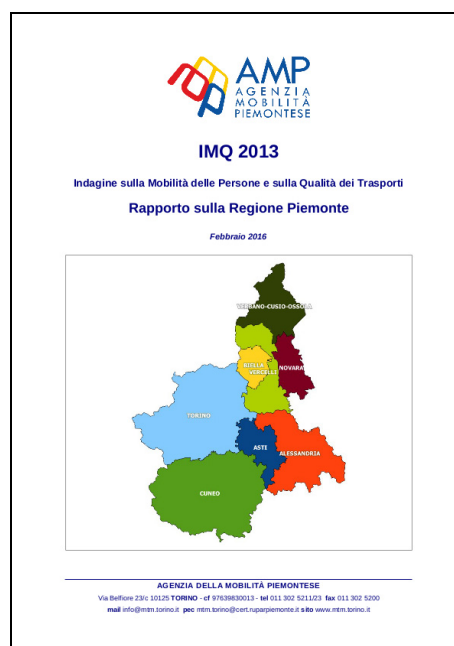 AMP
AGENZIA
MOBILITÀ
PIEMONTESE
IMQ 2013
Indagine sulla Mobilità delle Persone e sulla Qualità dei Trasporti
Rapporto sulla Regione Piemonte
Febbraio 2016
VERBANO-CUSIO-OSSOLA
BIELLA
VERCELLI
NOVARA
TORINO
ASTI
ALESSANDRIA
CUNEO
AGENZIA DELLA MOBILITÀ PIEMONTESE
Via Belfiore 23/c 10125 TORINO - cf 97639830013 - tel 011 302 5211/23 fax 011 302 5200
mail info@mtm.torino.it pec mtm.torino@cert.ruparpiemonte.it sito www.mtm.torino.it